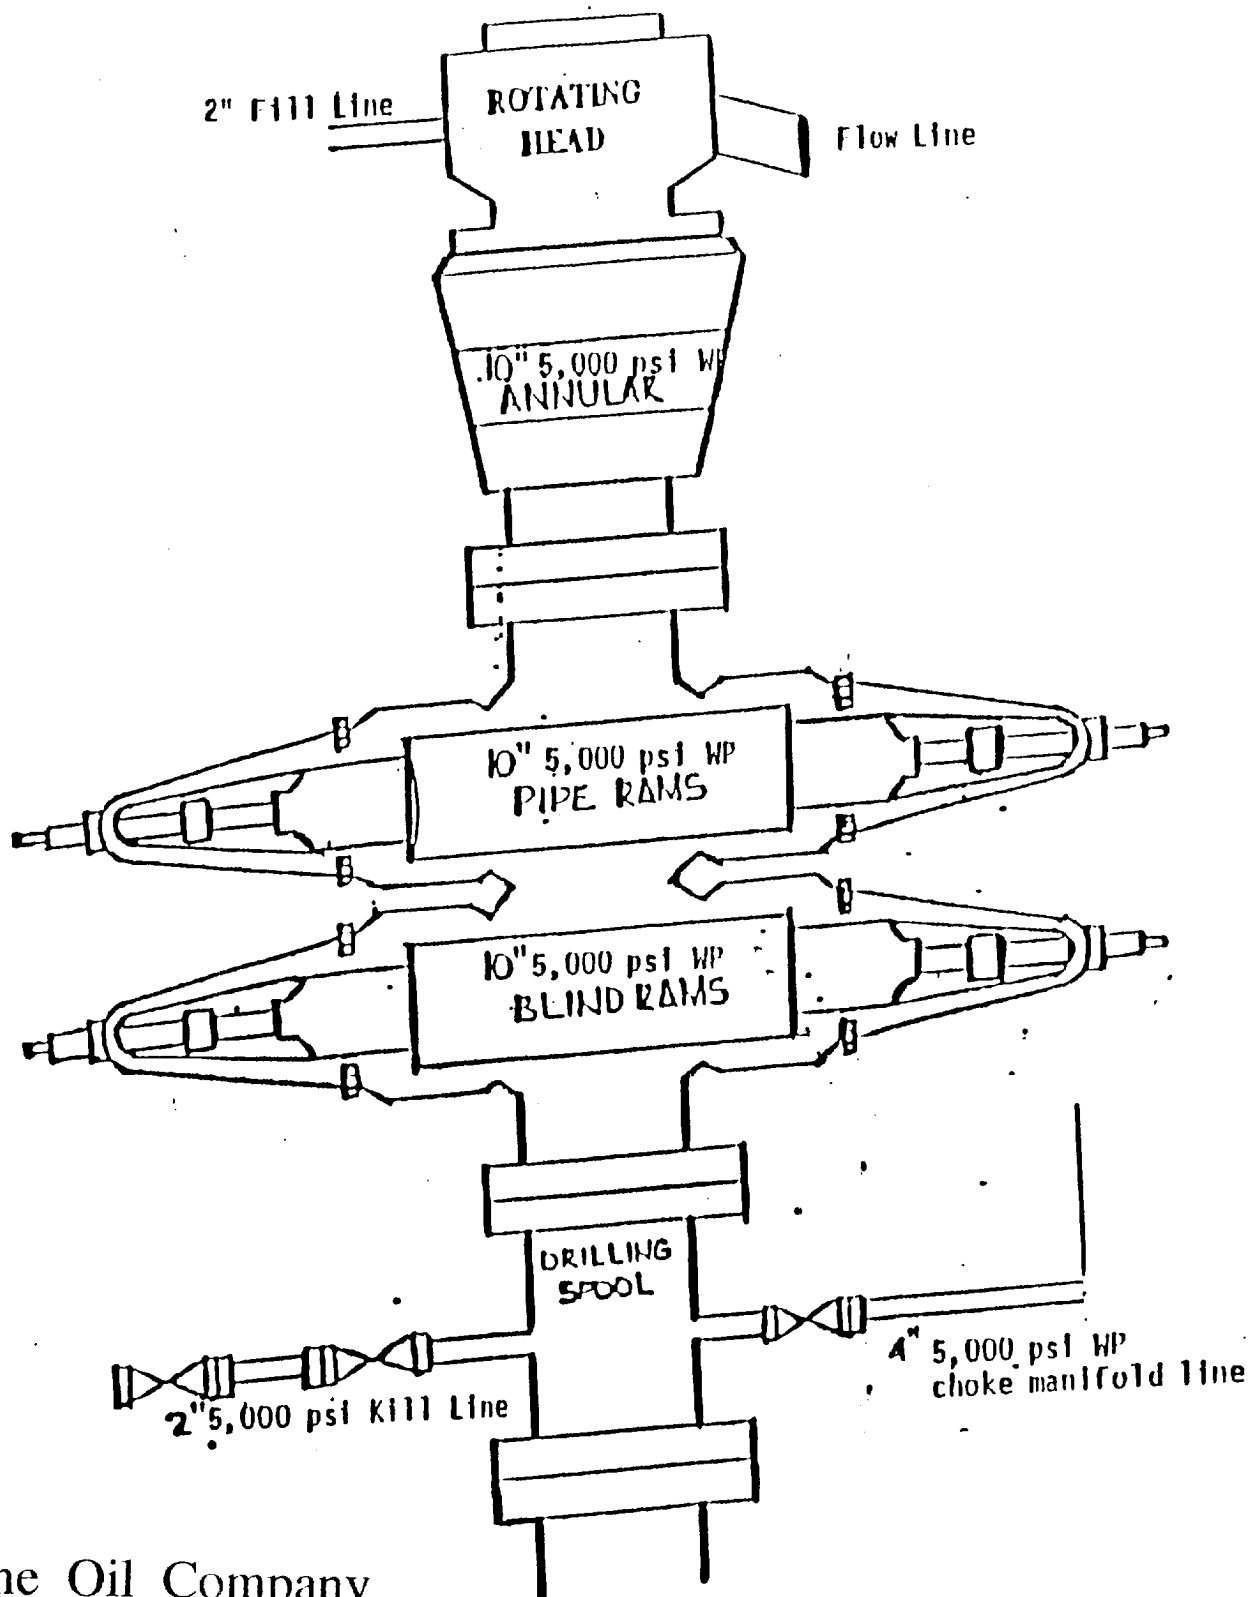 2" Fill Line
ROTATING
HEAD
Flow Line
10" 5,000 psi WP
ANNULAR
10" 5,000 psi WP
PIPE RAMS
10" 5,000 psi WP
BLIND RAMS
DRILLING
SPOOL
4" 5,000 psi WP
choke manifold line
2" 5,000 psi Kill Line
Oil Company